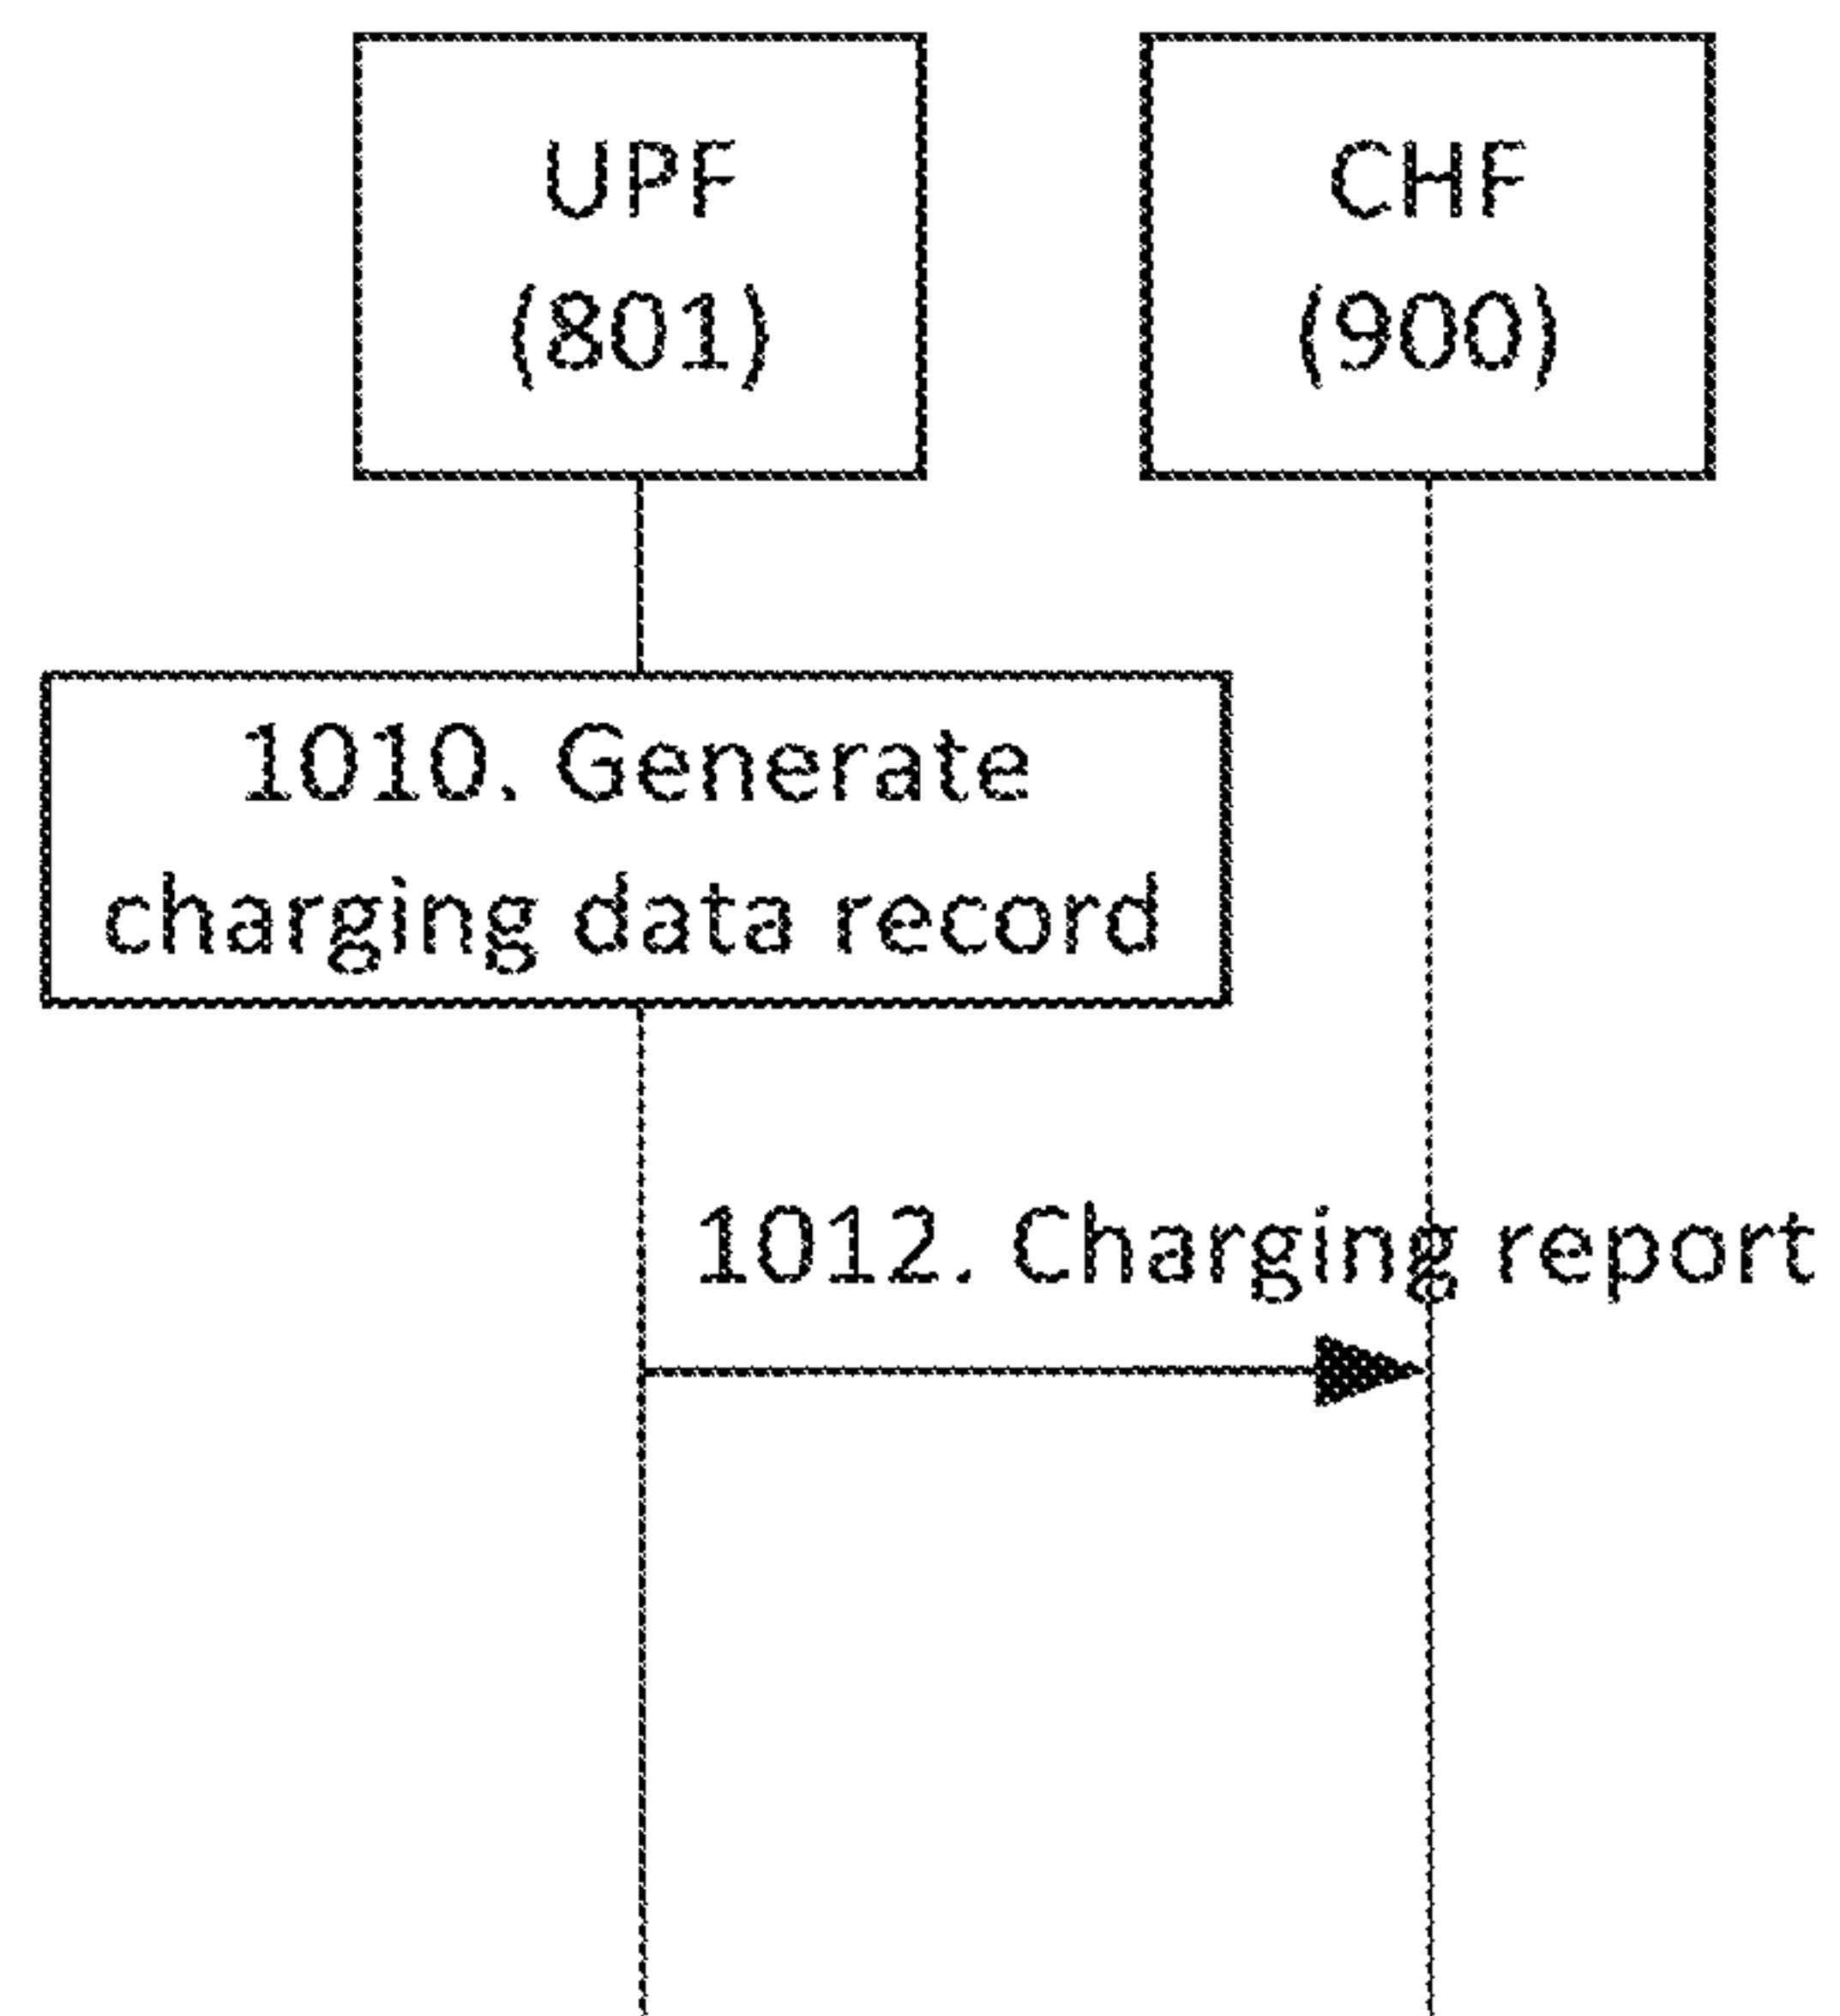 UPF
(801)
CHF
(900)
1010. Generate
charging data record
1012. Charging report